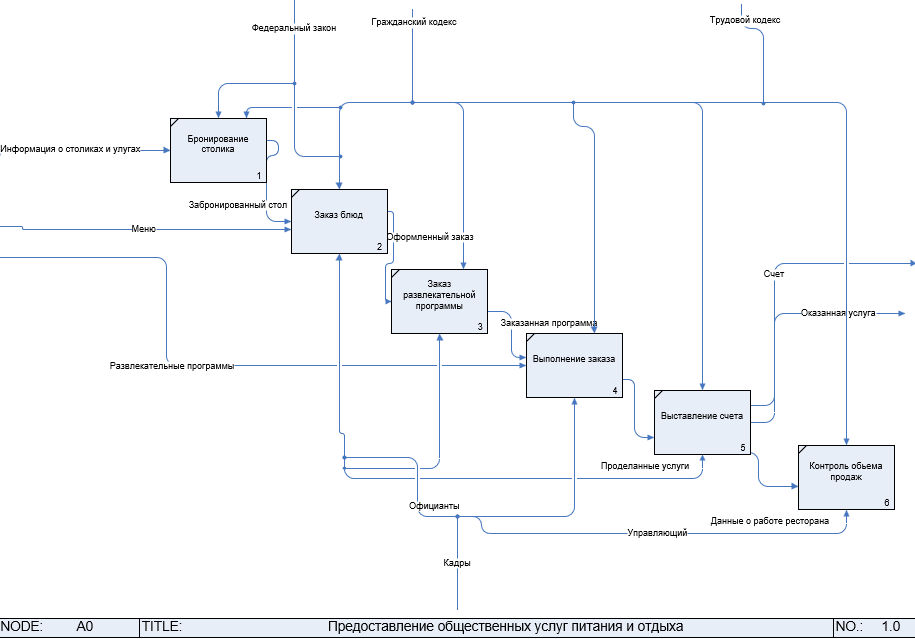 Федеральный закон
Гражданский кодекс
Трудовой кодекс
Информация о столиках и улугах
Бронирование
столика
1
Забронированный стол
Меню
Заказ блюд
2
Оформленный заказ
Заказ
развлекательной
программы
3
Счет
Оказанная услуга
Заказанная программа
Развлекательные программы
Выполнение заказа
4
Выставление счета
5
Проделанные услуги
Контроль обьема
продаж
6
Официанты
Данные о работе ресторана
Управляющий
Кадры
NODE: A0 TITLE: Предоставление общественных услуг питания и отдыха NO.: 1.0